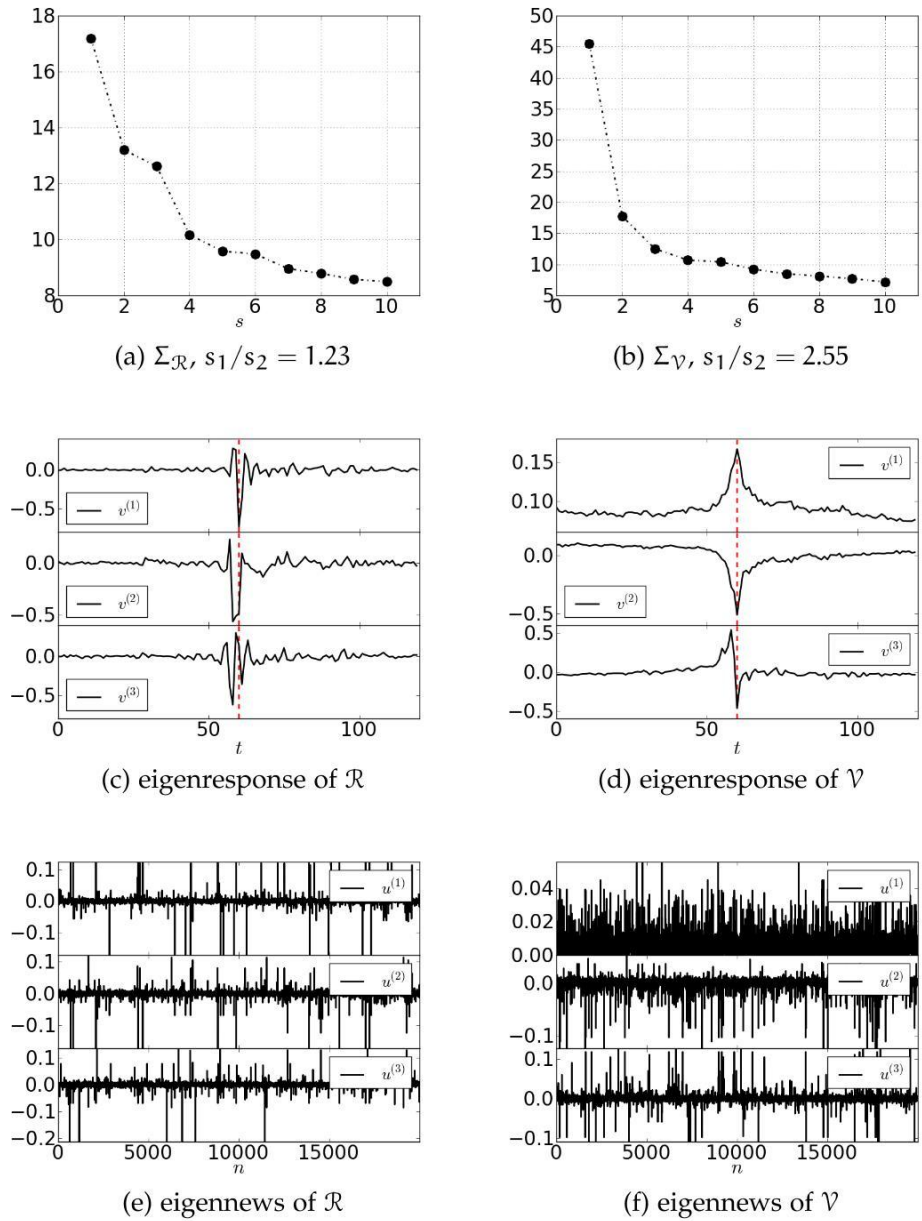 18
16
14
12
10
8
0 2 4 6 8 10
s
(a) Σ_ℛ, s₁/s₂ = 1.23
50
45
40
35
30
25
20
15
10
5
0 2 4 6 8 10
s
(b) Σ_𝒱, s₁/s₂ = 2.55
0.0
−0.5
v⁽¹⁾
0.0
−0.5
v⁽²⁾
0.0
−0.5
v⁽³⁾
0 50 100
t
(c) eigenresponse of ℛ
0.15
0.10
v⁽¹⁾
0.0
−0.5
v⁽²⁾
0.5
0.0
−0.5
v⁽³⁾
0 50 100
t
(d) eigenresponse of 𝒱
0.1
0.0
−0.1
u⁽¹⁾
0.1
0.0
−0.1
u⁽²⁾
0.1
0.0
−0.1
−0.2
u⁽³⁾
0 5000 10000 15000
n
(e) eigennews of ℛ
0.04
0.02
0.00
u⁽¹⁾
0.0
−0.1
u⁽²⁾
0.1
0.0
−0.1
u⁽³⁾
0 5000 10000 15000
n
(f) eigennews of 𝒱